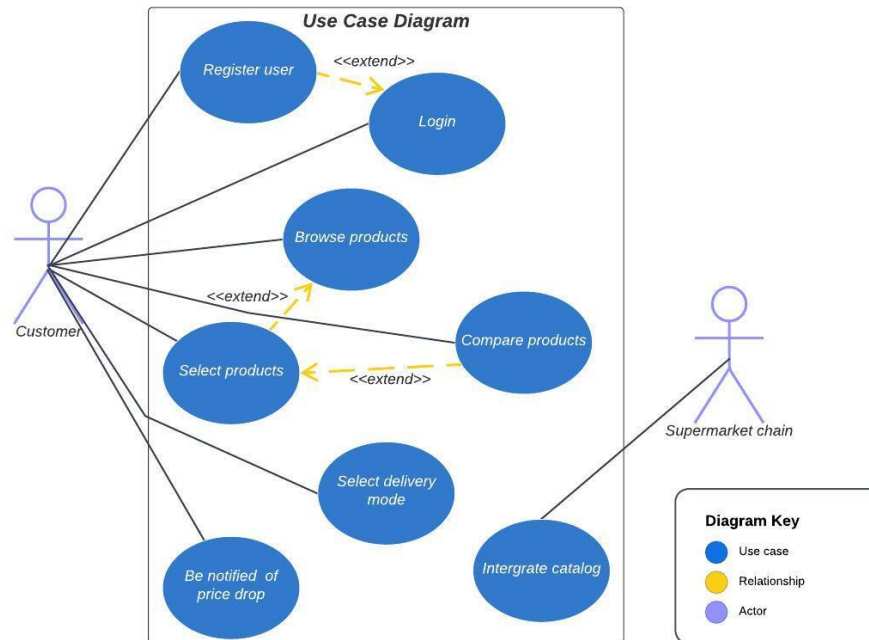 Use Case Diagram
Register user
<<extend>>
Login
Browse products
<<extend>>
Customer
Compare products
Select products
<<extend>>
Supermarket chain
Select delivery
mode
Be notified of
price drop
Intergrate catalog
Diagram Key
Use case
Relationship
Actor